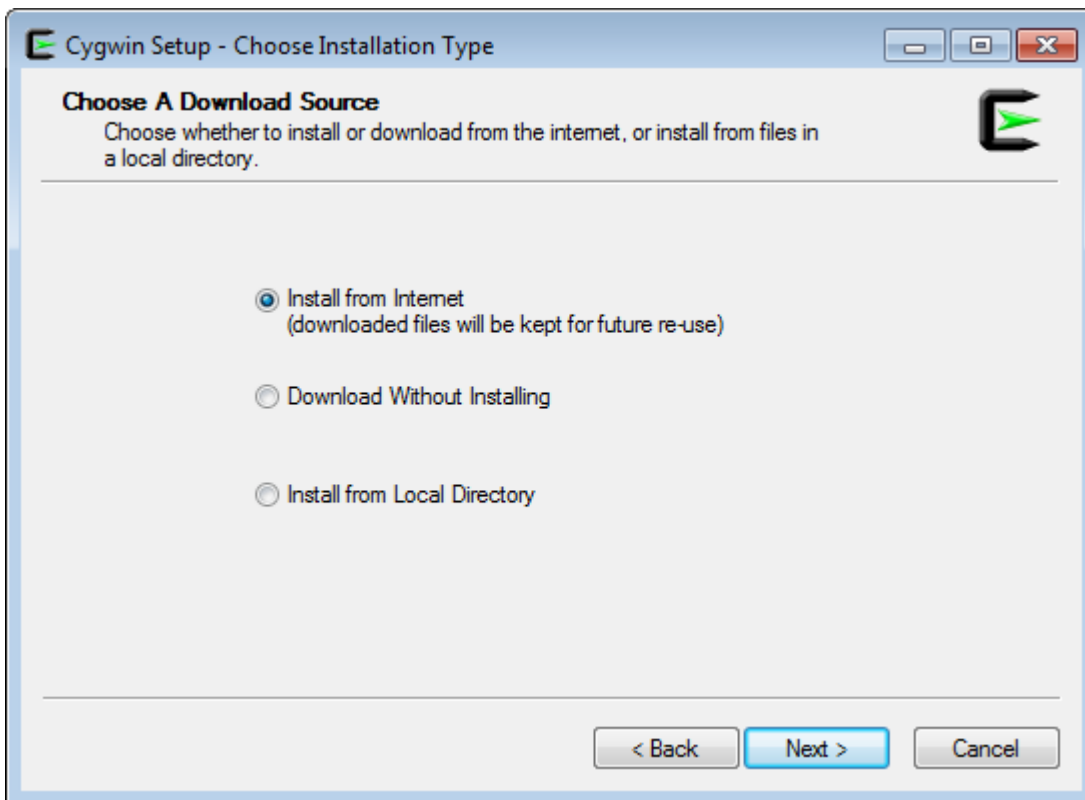 Cygwin Setup - Choose Installation Type
Choose A Download Source
Choose whether to install or download from the internet, or install from files in
a local directory.
Install from Internet
(downloaded files will be kept for future re-use)
Download Without Installing
Install from Local Directory
< Back
Next >
Cancel